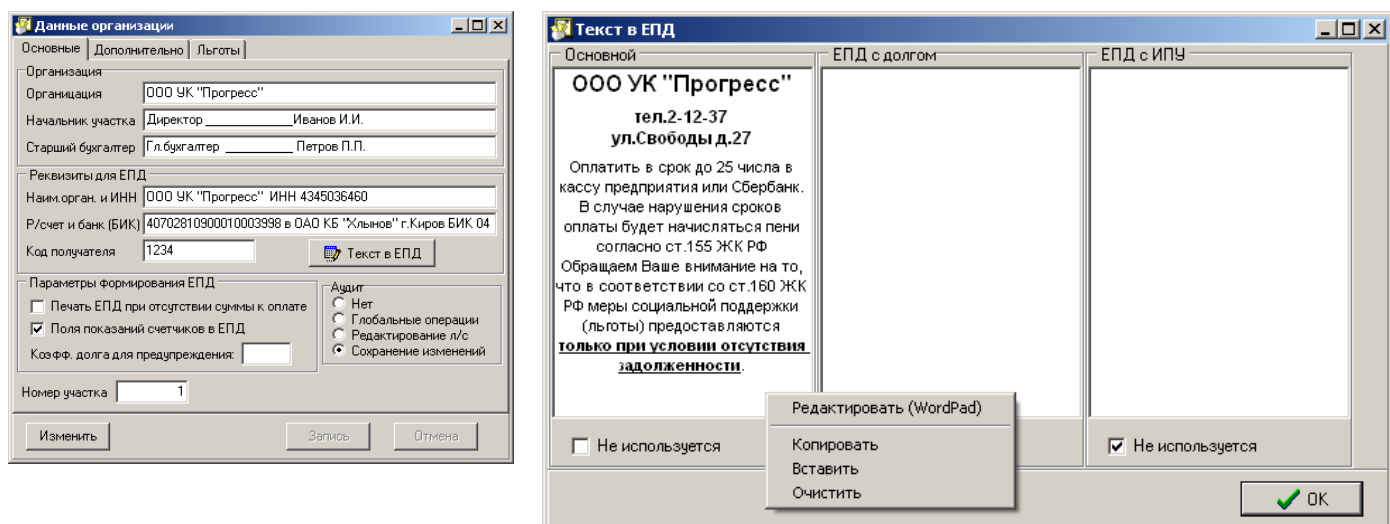 Данные организации
Основные Дополнительно Льготы
Организация
Органицация ООО УК "Прогресс"
Начальник участка Директор _____________Иванов И.И.
Старший бухгалтер Гл.бухгалтер __________ Петров П.П.
Реквизиты для ЕПД
Наим.орган. и ИНН ООО УК "Прогресс" ИНН 4345036460
Р/счет и банк (БИК) 40702810900010003998 в ОАО КБ "Хлынов" г.Киров БИК 04
Код получателя 1234 Текст в ЕПД
Параметры формирования ЕПД
Печать ЕПД при отсутствии суммы к оплате
Поля показаний счетчиков в ЕПД
Коэфф. долга для предупреждения:
Аудит
Нет
Глобальные операции
Редактирование л/с
Сохранение изменений
Номер участка 1
Изменить Запись Отмена
Текст в ЕПД
Основной ЕПД с долгом ЕПД с ИПУ
ООО УК "Прогресс"
тел.2-12-37
ул.Свободы д.27
Оплатить в срок до 25 числа в
кассу предприятия или Сбербанк.
В случае нарушения сроков
оплаты будет начисляться пени
согласно ст.155 ЖК РФ
Обращаем Ваше внимание на то,
что в соответствии со ст.160 ЖК
РФ меры социальной поддержки
(льготы) предоставляются
только при условии отсутствия
задолженности.
Редактировать (WordPad)
Копировать
Вставить
Очистить
Не используется Не используется
OK